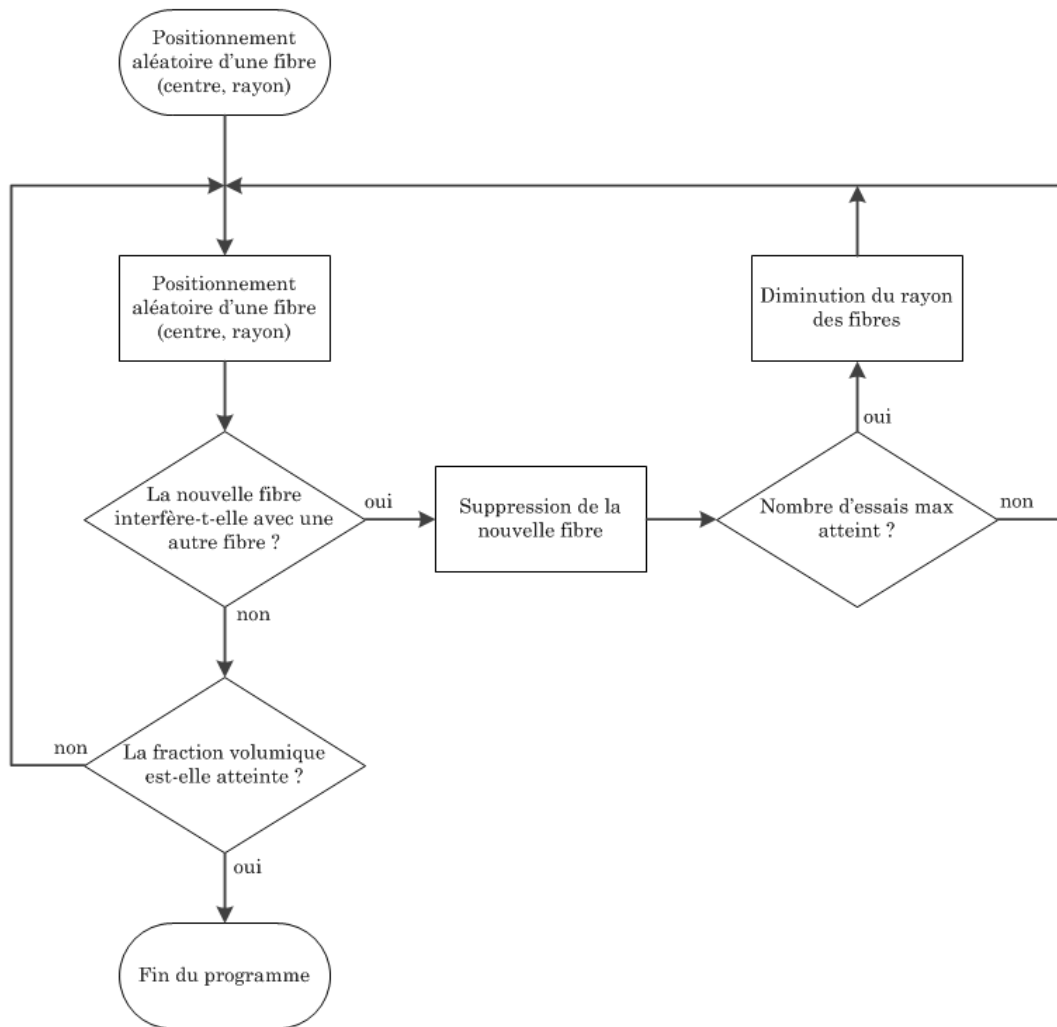 Positionnement
aléatoire d'une fibre
(centre, rayon)
Positionnement
aléatoire d'une fibre
(centre, rayon)
Diminution du rayon
des fibres
oui
La nouvelle fibre
interfère-t-elle avec une
autre fibre ?
oui
Suppression de la
nouvelle fibre
Nombre d'essais max
atteint ?
non
non
La fraction volumique
est-elle atteinte ?
non
oui
Fin du programme